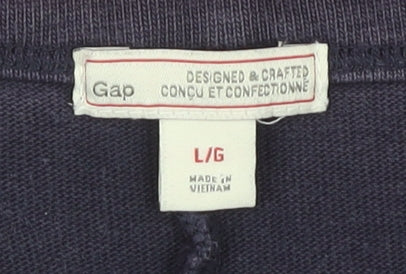 Gap
DESIGNED & CRAFTED
CONÇU ET CONFECTIONNÉ
L/G
MADE IN
VIETNAM